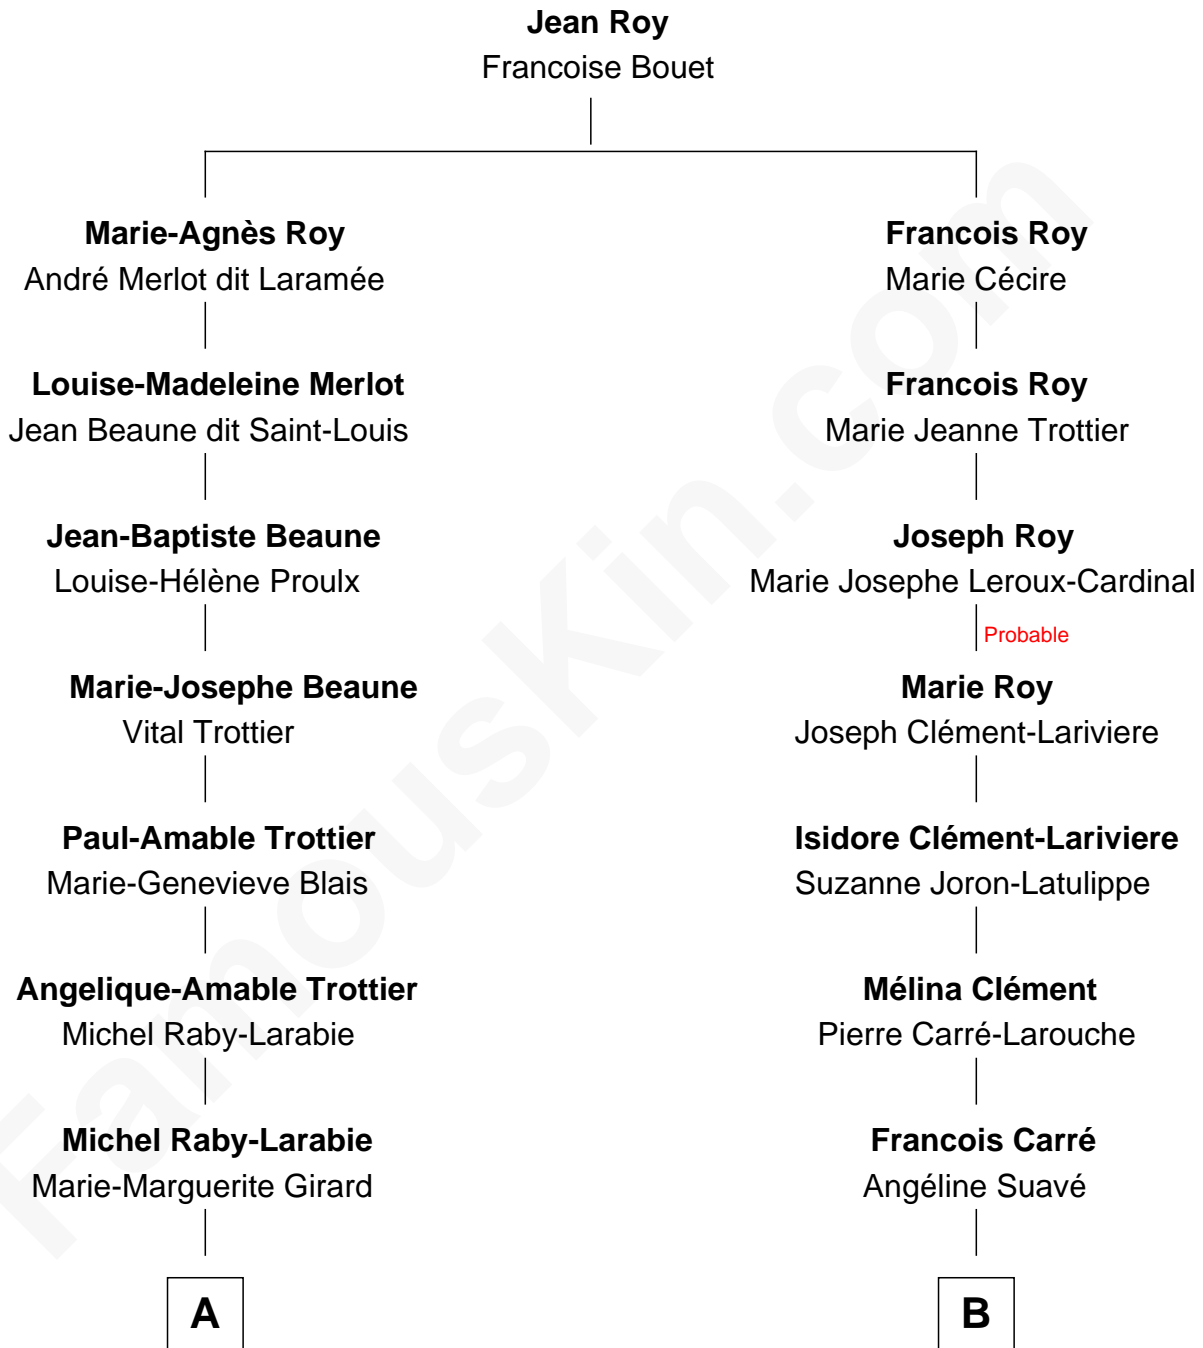 Jean Roy
Francoise Bouet
Marie-Agnès Roy
André Merlot dit Laramée
Louise-Madeleine Merlot
Jean Beaune dit Saint-Louis
Jean-Baptiste Beaune
Louise-Hélène Proulx
Marie-Josephe Beaune
Vital Trottier
Paul-Amable Trottier
Marie-Genevieve Blais
Angelique-Amable Trottier
Michel Raby-Larabie
Michel Raby-Larabie
Marie-Marguerite Girard
A
Francois Roy
Marie Cécire
Francois Roy
Marie Jeanne Trottier
Joseph Roy
Marie Josephe Leroux-Cardinal
Probable
Marie Roy
Joseph Clément-Lariviere
Isidore Clément-Lariviere
Suzanne Joron-Latulippe
Mélina Clément
Pierre Carré-Larouche
Francois Carré
Angéline Suavé
B
FamousKin.com